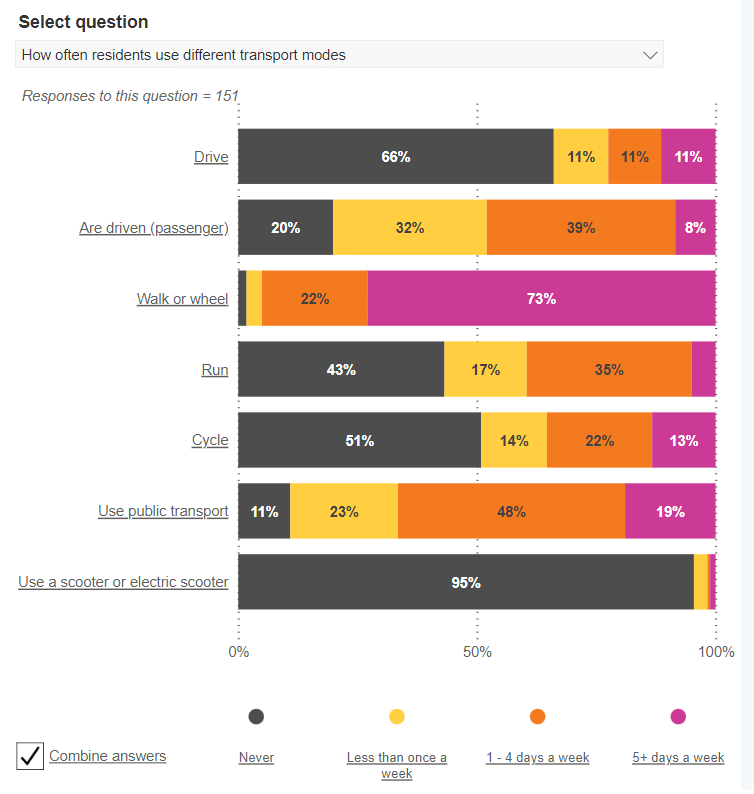 Select question
How often residents use different transport modes
Responses to this question = 151
Drive 66% 11% 11% 11%
Are driven (passenger) 20% 32% 39% 8%
Walk or wheel 22% 73%
Run 43% 17% 35%
Cycle 51% 14% 22% 13%
Use public transport 11% 23% 48% 19%
Use a scooter or electric scooter 95%
0% 50% 100%
Combine answers
Never
Less than once a
week
1 - 4 days a week
5+ days a week